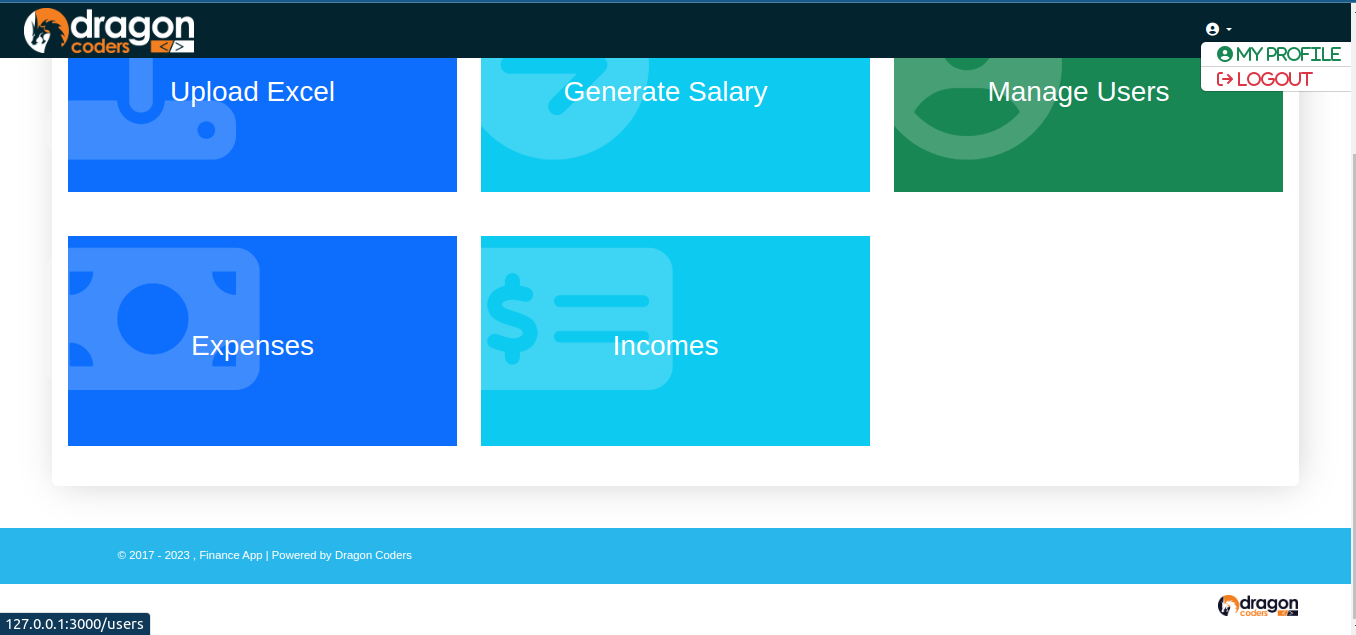 dragon
coders </>
MY PROFILE
LOGOUT
Upload Excel
Generate Salary
Manage Users
Expenses
Incomes
© 2017 - 2023 , Finance App | Powered by Dragon Coders
dragon
coders </>
127.0.0.1:3000/users